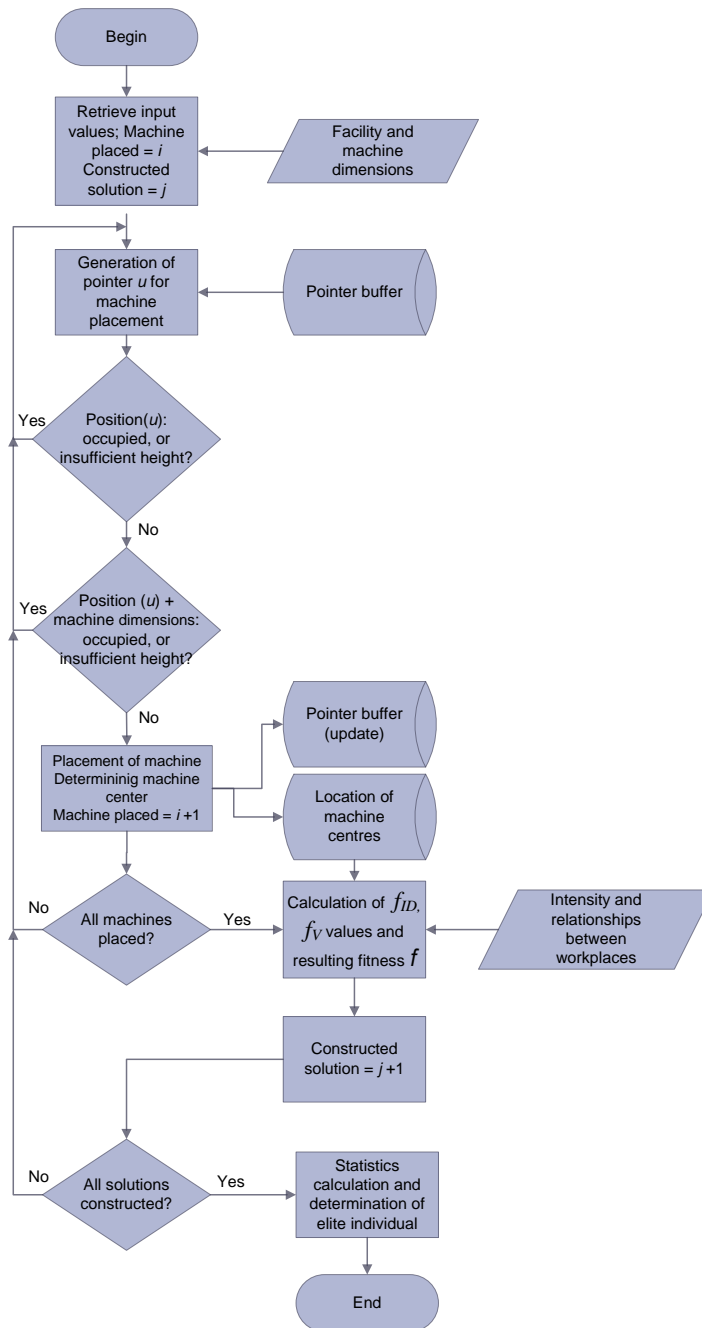 Begin
Retrieve input
values; Machine
placed = i
Constructed
solution = j
Facility and
machine
dimensions
Generation of
pointer u for
machine
placement
Pointer buffer
Yes
Position(u):
occupied, or
insufficient height?
No
Yes
Position (u) +
machine dimensions:
occupied, or
insufficient height?
No
Pointer buffer
(update)
Placement of machine
Determininig machine
center
Machine placed = i +1
Location of
machine
centres
No
All machines
placed?
Yes
Calculation of fID,
fV values and
resulting fitness f
Intensity and
relationships
between
workplaces
Constructed
solution = j +1
No
All solutions
constructed?
Yes
Statistics
calculation and
determination of
elite individual
End